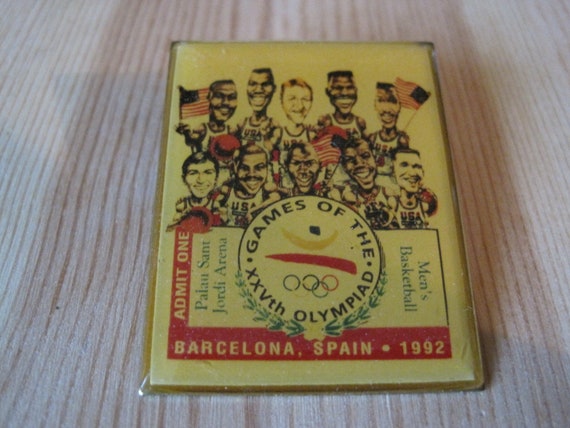 USA
USA
USA
USA
GAMES OF THE
XXVth OLYMPIAD
ADMIT ONE
Palau Sant
Jordi Arena
Men's
Basketball
BARCELONA, SPAIN • 1992